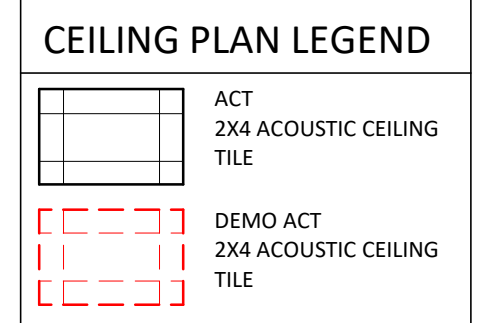 CEILING PLAN LEGEND
ACT
2X4 ACOUSTIC CEILING
TILE
DEMO ACT
2X4 ACOUSTIC CEILING
TILE